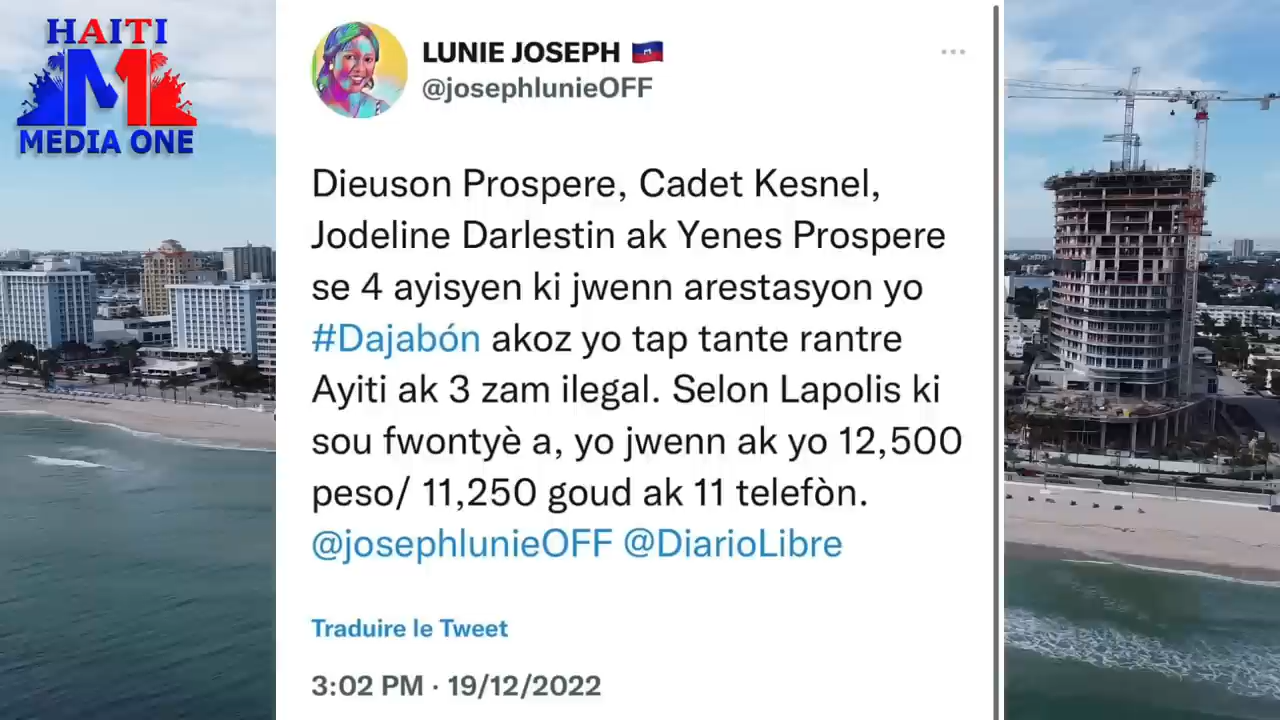 HAITI
M
MEDIA ONE
LUNIE JOSEPH
@josephlunieOFF
Dieuson Prospere, Cadet Kesnel,
Jodeline Darlestin ak Yenes Prospere
se 4 ayisyen ki jwenn arestasyon yo
#Dajabón akoz yo tap tante rantre
Ayiti ak 3 zam ilegal. Selon Lapolis ki
sou fwontyè a, yo jwenn ak yo 12,500
peso/ 11,250 goud ak 11 telefòn.
@josephlunieOFF @DiarioLibre
Traduire le Tweet
3:02 PM · 19/12/2022